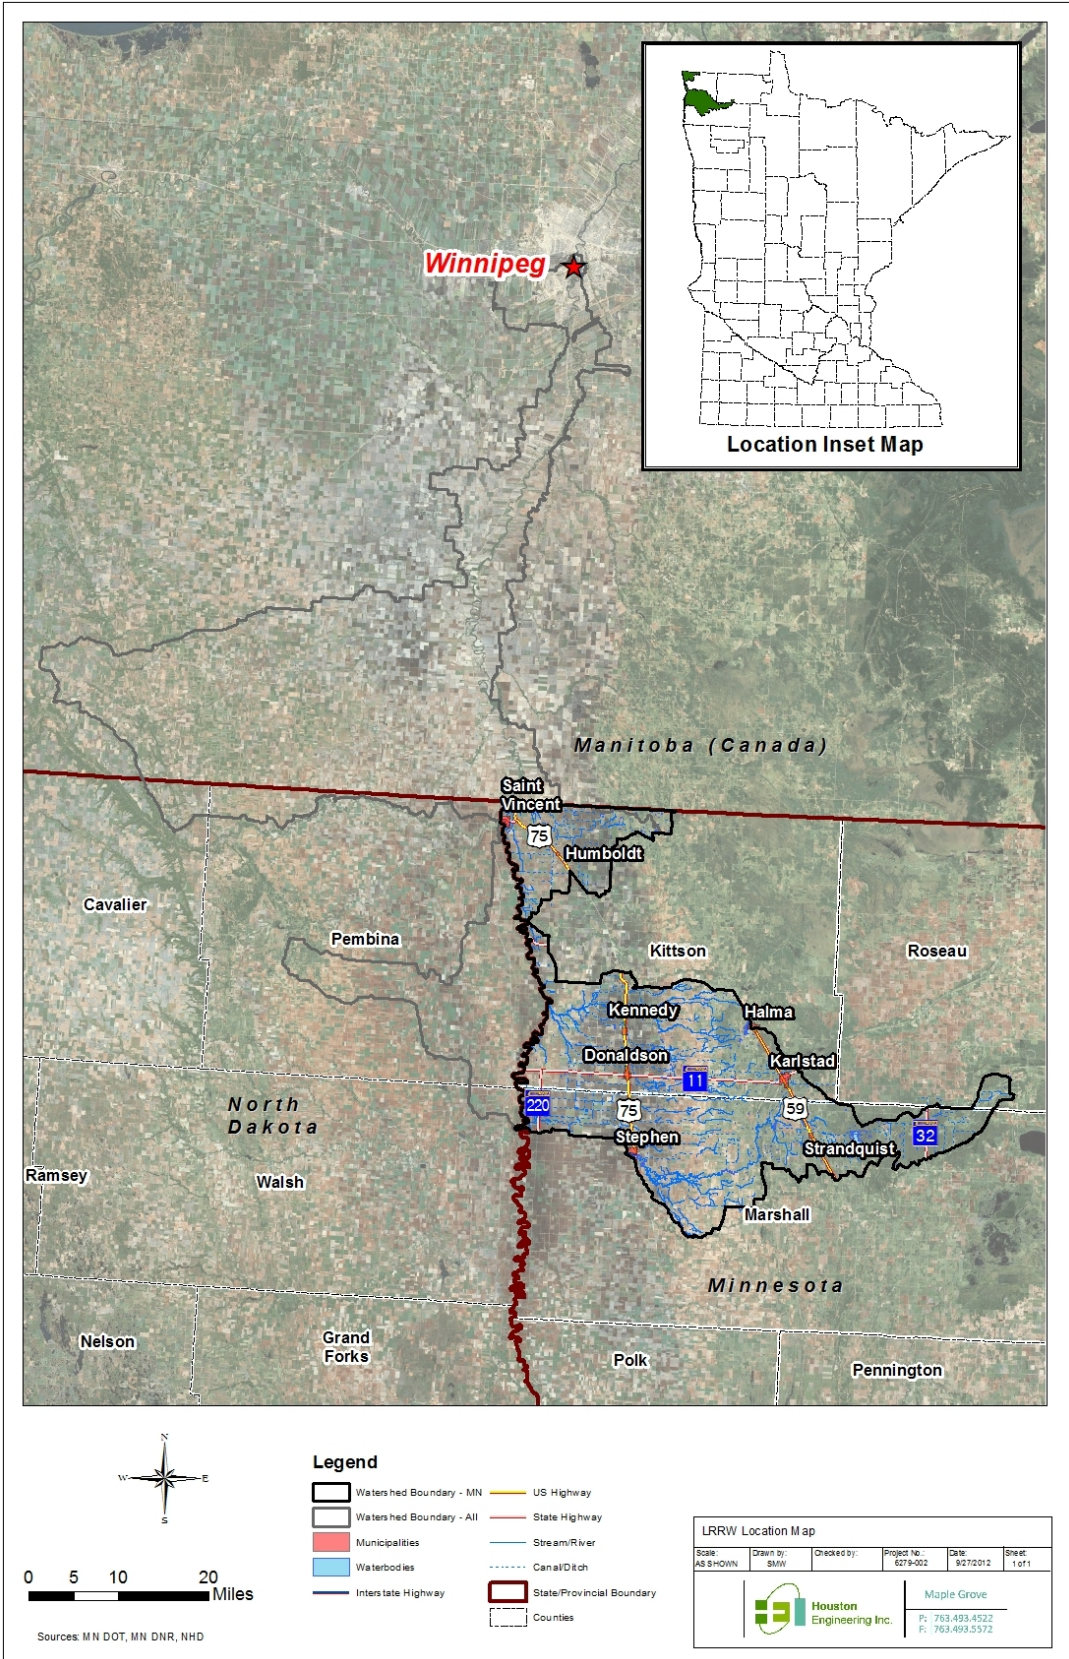 Location Inset Map
Winnipeg
Manitoba (Canada)
Saint
Vincent
75
Humboldt
Cavalier
Pembina
Kittson
Roseau
Kennedy
Halma
Donaldson
Karlstad
11
North
Dakota
220
75
59
32
Stephen
Strandquist
Ramsey
Walsh
Marshall
Minnesota
Nelson
Grand
Forks
Polk
Pennington
N
W
E
S
0 5 10 20
Miles
Sources: MN DOT, MN DNR, NHD
Legend
Watershed Boundary - MN
Watershed Boundary - All
Municipalities
Waterbodies
Interstate Highway
US Highway
State Highway
Stream/River
Canal/Ditch
State/Provincial Boundary
Counties
LRRW Location Map
Scale: Drawn by: Checked by: Project No.: Date: Sheet:
AS SHOWN SMW 6279-002 9/27/2012 1 of 1
Houston
Engineering Inc.
Maple Grove
P: 763.493.4522
F: 763.493.5572